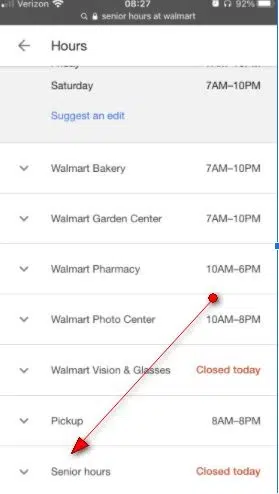 Verizon 08:27 92%
senior hours at walmart
Hours
Saturday 7AM–10PM
Suggest an edit
Walmart Bakery 7AM–10PM
Walmart Garden Center 7AM–10PM
Walmart Pharmacy 10AM–6PM
Walmart Photo Center 10AM–8PM
Walmart Vision & Glasses Closed today
Pickup 8AM–8PM
Senior hours Closed today